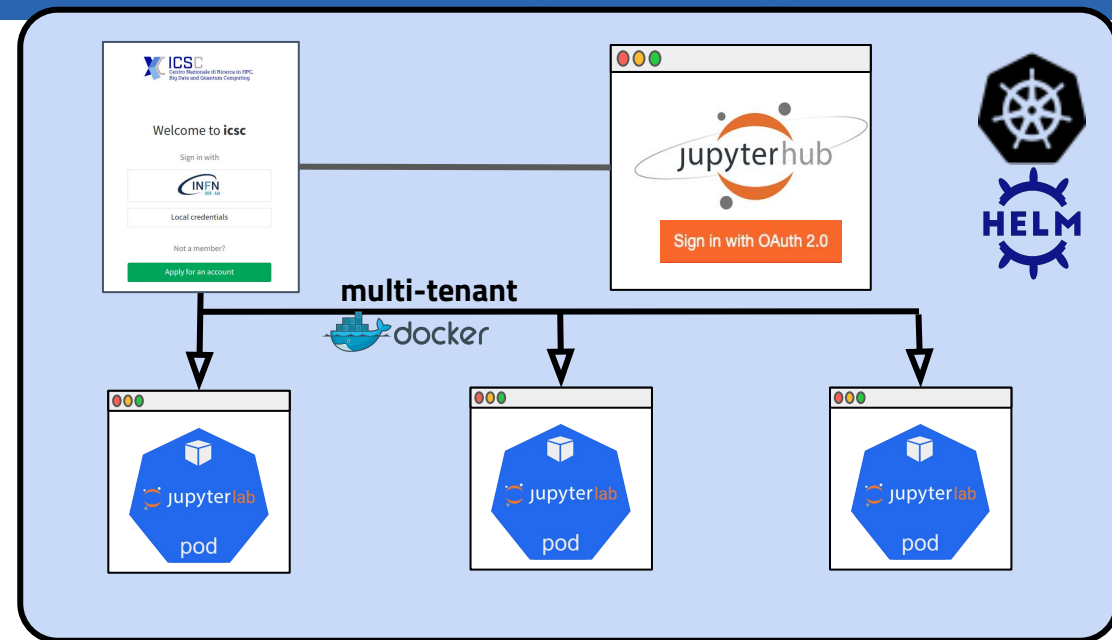 ICSC
Centro Nazionale di Ricerca in HPC,
Big Data and Quantum Computing
Welcome to icsc
Sign in with
INFN
Local credentials
Not a member?
Apply for an account
jupyterhub
Sign in with OAuth 2.0
HELM
multi-tenant
docker
jupyterlab
pod
jupyterlab
pod
jupyterlab
pod